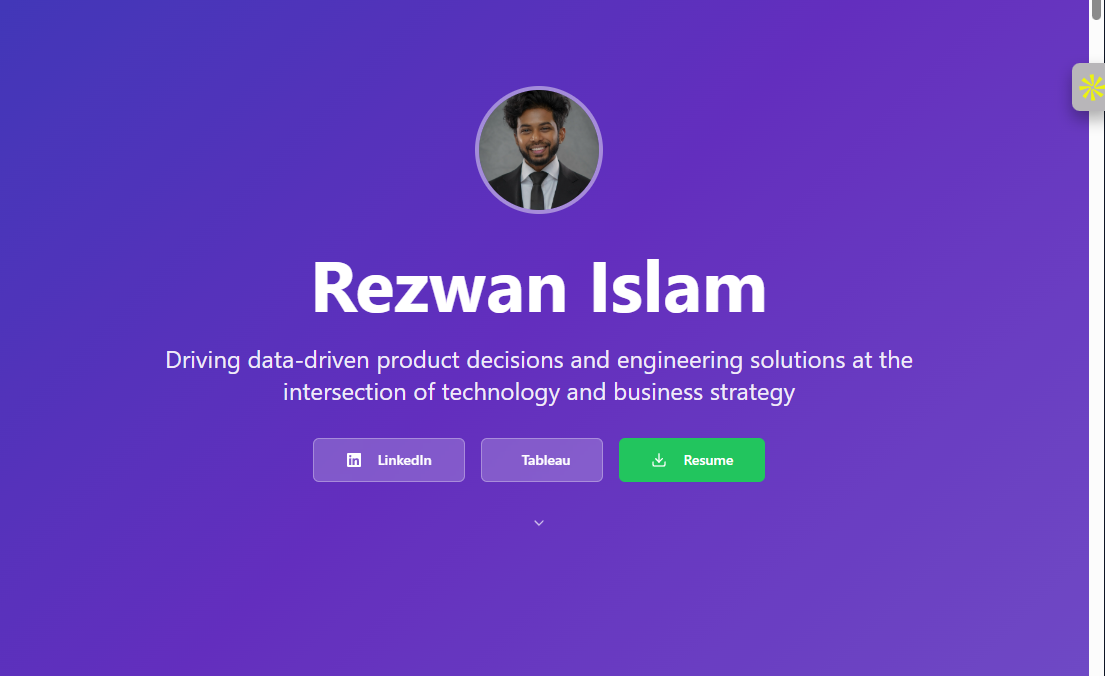 Rezwan Islam
Driving data-driven product decisions and engineering solutions at the
intersection of technology and business strategy
in LinkedIn
Tableau
Resume